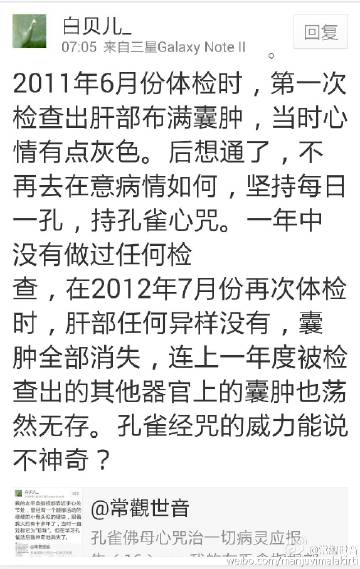 白贝儿_
07:05 来自三星Galaxy Note II
回复
2011年6月份体检时，第一次
检查出肝部布满囊肿，当时心
情有点灰色。后想通了，不
再去在意病情如何，坚持每日
一孔，持孔雀心咒。一年中
没有做过任何检
查，在2012年7月份再次体检
时，肝部任何异样没有，囊
肿全部消失，连上一年度被检
查出的其他器官上的囊肿也荡
然无存。孔雀经咒的威力能说
不神奇？
@常觀世音
孔雀佛母心咒治一切病灵应报
weibo.com/manjuvimalakirti